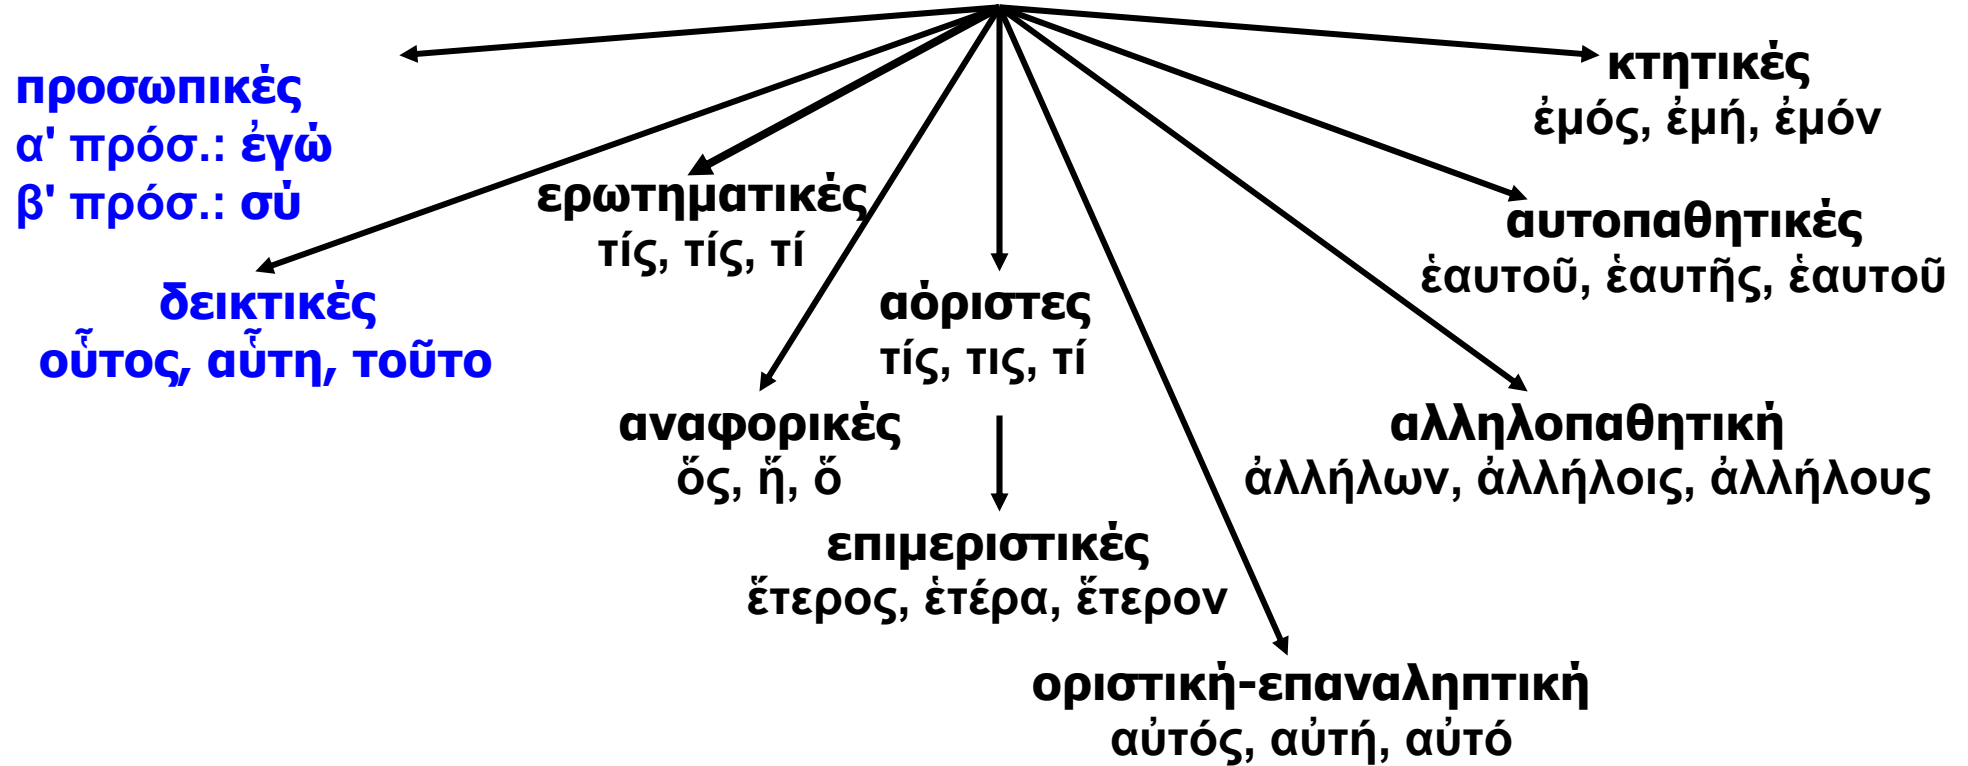 προσωπικές
α' πρόσ.: ἐγώ
β' πρόσ.: σύ
κτητικές
ἐμός, ἐμή, ἐμόν
ερωτηματικές
τίς, τίς, τί
αυτοπαθητικές
ἑαυτοῦ, ἑαυτῆς, ἑαυτοῦ
δεικτικές
οὗτος, αὕτη, τοῦτο
αόριστες
τίς, τις, τί
αναφορικές
ὅς, ἥ, ὅ
αλληλοπαθητική
ἀλλήλων, ἀλλήλοις, ἀλλήλους
επιμεριστικές
ἕτερος, ἑτέρα, ἕτερον
οριστική-επαναληπτική
αὐτός, αὐτή, αὐτό